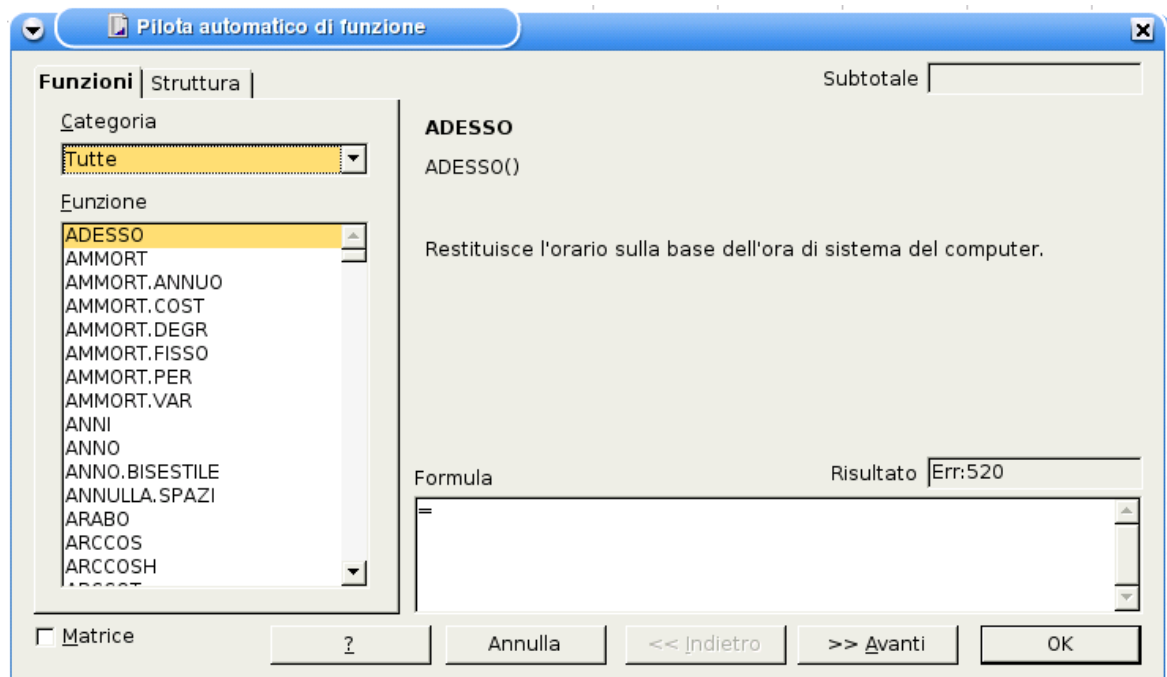 Pilota automatico di funzione
Funzioni
Struttura
Subtotale
Categoria
Tutte
Funzione
ADESSO
AMMORT
AMMORT.ANNUO
AMMORT.COST
AMMORT.DEGR
AMMORT.FISSO
AMMORT.PER
AMMORT.VAR
ANNI
ANNO
ANNO.BISESTILE
ANNULLA.SPAZI
ARABO
ARCCOS
ARCCOSH
ADESSO
ADESSO()
Restituisce l'orario sulla base dell'ora di sistema del computer.
Formula
Risultato Err:520
=
Matrice
?
Annulla
<< Indietro
>> Avanti
OK